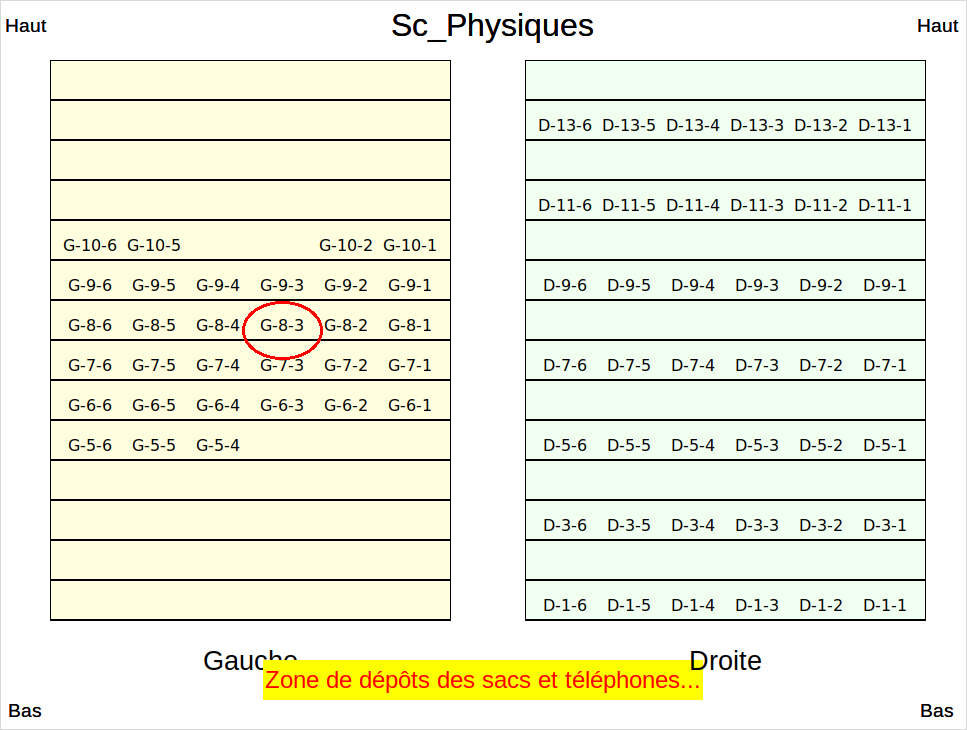 Sc_Physiques
Haut Haut
D-13-6 D-13-5 D-13-4 D-13-3 D-13-2 D-13-1
D-11-6 D-11-5 D-11-4 D-11-3 D-11-2 D-11-1
G-10-6 G-10-5 G-10-2 G-10-1
G-9-6 G-9-5 G-9-4 G-9-3 G-9-2 G-9-1 D-9-6 D-9-5 D-9-4 D-9-3 D-9-2 D-9-1
G-8-6 G-8-5 G-8-4 G-8-3 G-8-2 G-8-1
G-7-6 G-7-5 G-7-4 G-7-3 G-7-2 G-7-1 D-7-6 D-7-5 D-7-4 D-7-3 D-7-2 D-7-1
G-6-6 G-6-5 G-6-4 G-6-3 G-6-2 G-6-1
G-5-6 G-5-5 G-5-4 D-5-6 D-5-5 D-5-4 D-5-3 D-5-2 D-5-1
D-3-6 D-3-5 D-3-4 D-3-3 D-3-2 D-3-1
D-1-6 D-1-5 D-1-4 D-1-3 D-1-2 D-1-1
Gauche Droite
Zone de dépôts des sacs et téléphones...
Bas Bas